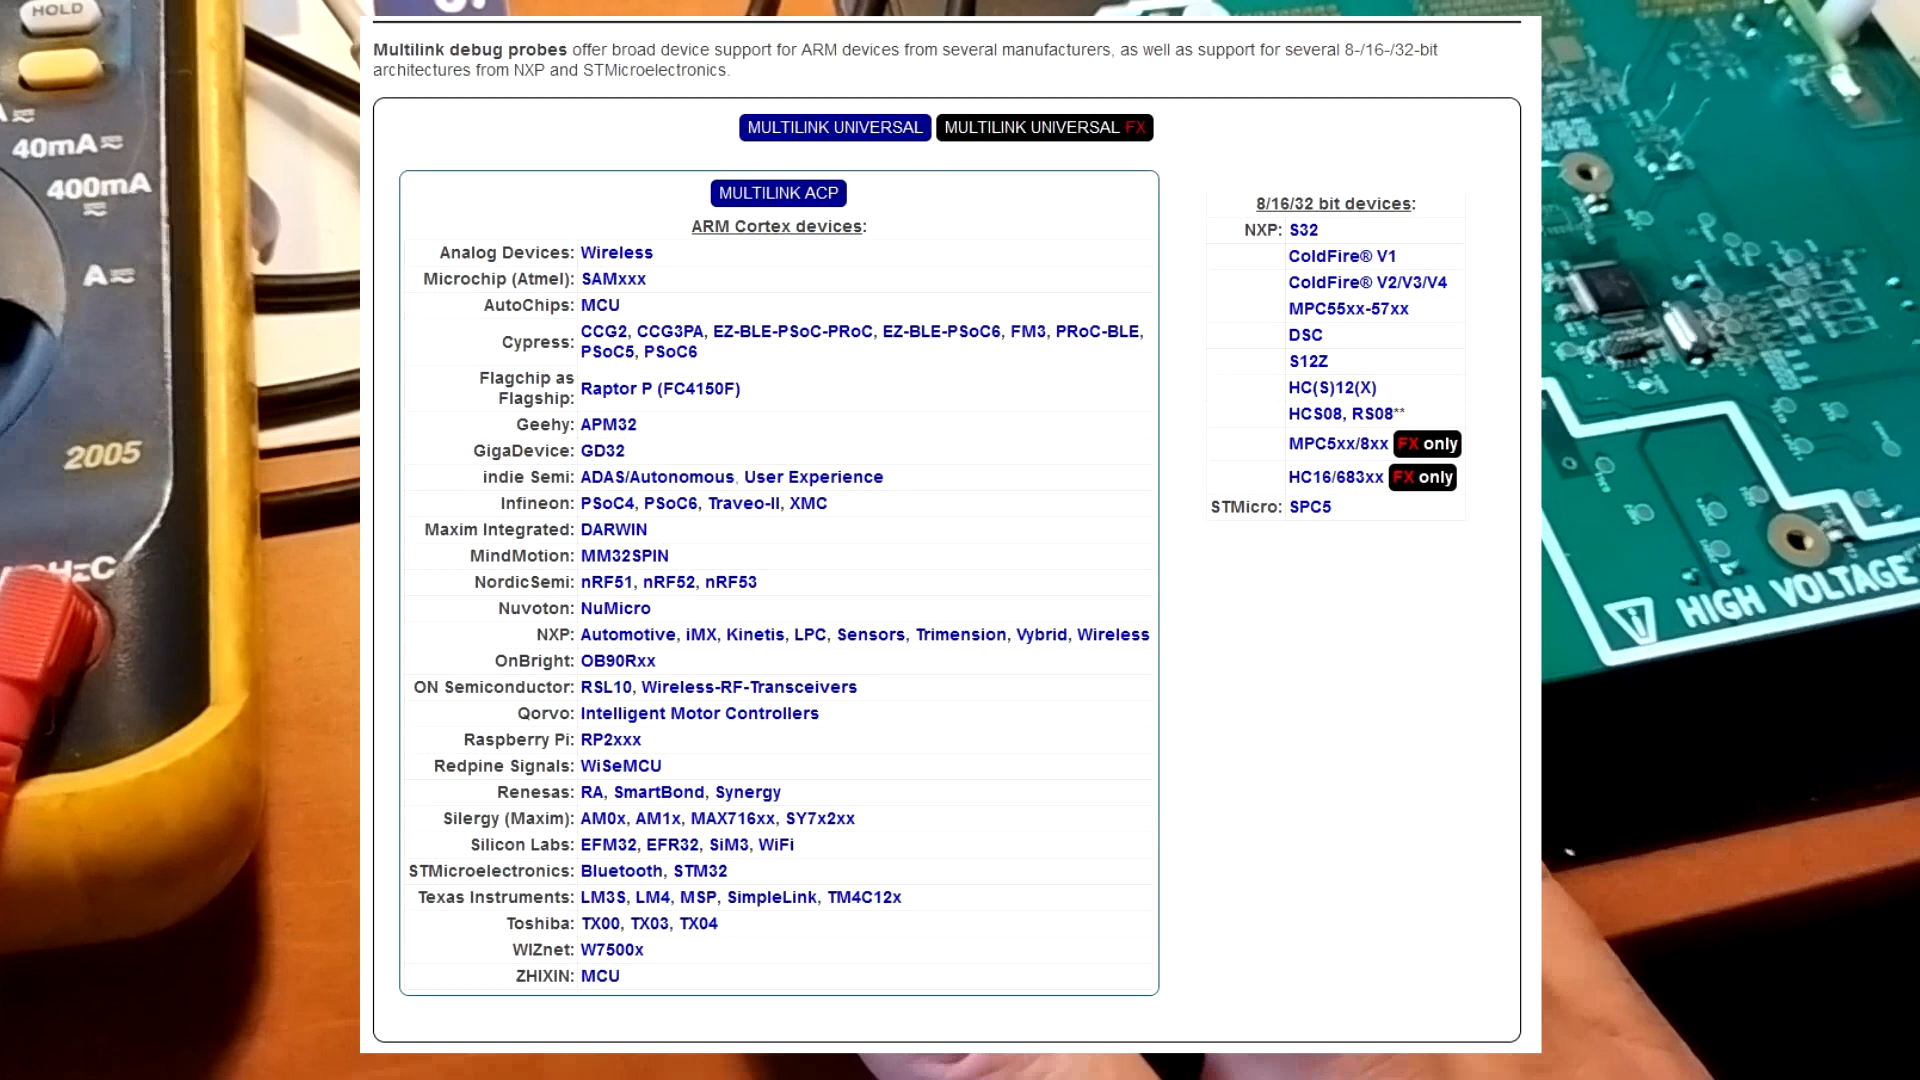 HOLD
40mA
400mA
A
2005
Multilink debug probes offer broad device support for ARM devices from several manufacturers, as well as support for several 8-/16-/32-bit
architectures from NXP and STMicroelectronics.
MULTILINK UNIVERSAL MULTILINK UNIVERSAL FX
MULTILINK ACP
ARM Cortex devices:
Analog Devices: Wireless
Microchip (Atmel): SAMxxx
AutoChips: MCU
Cypress: CCG2, CCG3PA, EZ-BLE-PSoC-PRoC, EZ-BLE-PSoC6, FM3, PRoC-BLE,
PSoC5, PSoC6
Flagchip as
Flagship: Raptor P (FC4150F)
Geehy: APM32
GigaDevice: GD32
indie Semi: ADAS/Autonomous, User Experience
Infineon: PSoC4, PSoC6, Traveo-II, XMC
Maxim Integrated: DARWIN
MindMotion: MM32SPIN
NordicSemi: nRF51, nRF52, nRF53
Nuvoton: NuMicro
NXP: Automotive, iMX, Kinetis, LPC, Sensors, Trimension, Vybrid, Wireless
OnBright: OB90Rxx
ON Semiconductor: RSL10, Wireless-RF-Transceivers
Qorvo: Intelligent Motor Controllers
Raspberry Pi: RP2xxx
Redpine Signals: WiSeMCU
Renesas: RA, SmartBond, Synergy
Silergy (Maxim): AM0x, AM1x, MAX716xx, SY7x2xx
Silicon Labs: EFM32, EFR32, SiM3, WiFi
STMicroelectronics: Bluetooth, STM32
Texas Instruments: LM3S, LM4, MSP, SimpleLink, TM4C12x
Toshiba: TX00, TX03, TX04
WIZnet: W7500x
ZHIXIN: MCU
8/16/32 bit devices:
NXP: S32
ColdFire® V1
ColdFire® V2/V3/V4
MPC55xx-57xx
DSC
S12Z
HC(S)12(X)
HCS08, RS08**
MPC5xx/8xx FX only
HC16/683xx FX only
STMicro: SPC5
HIGH VOLTAGE